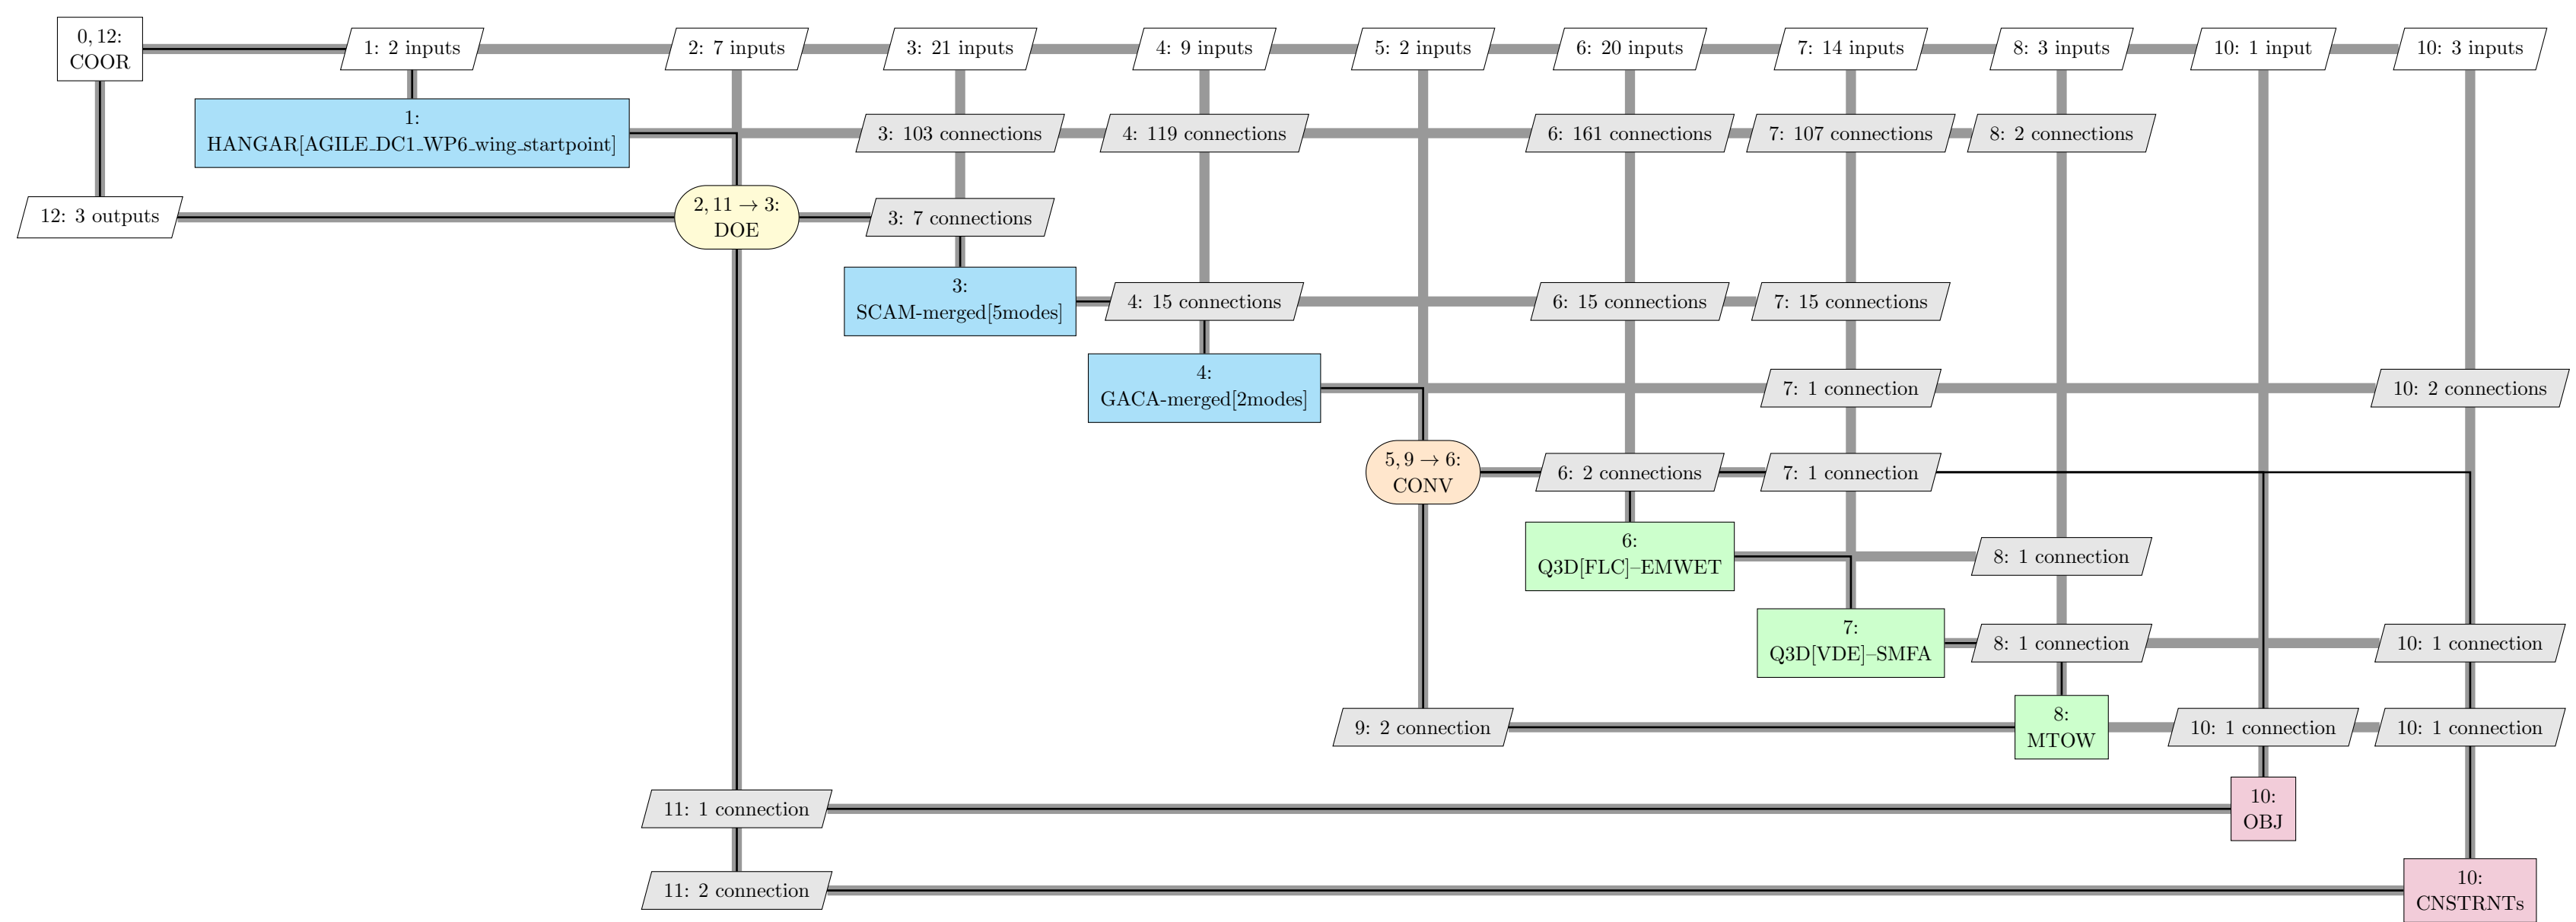 0, 12:
COOR
1: 2 inputs
2: 7 inputs
3: 21 inputs
4: 9 inputs
5: 2 inputs
6: 20 inputs
7: 14 inputs
8: 3 inputs
10: 1 input
10: 3 inputs
1:
HANGAR[AGILE_DC1_WP6_wing_startpoint]
3: 103 connections
4: 119 connections
6: 161 connections
7: 107 connections
8: 2 connections
12: 3 outputs
2, 11 → 3:
DOE
3: 7 connections
3:
SCAM-merged[5modes]
4: 15 connections
6: 15 connections
7: 15 connections
4:
GACA-merged[2modes]
7: 1 connection
10: 2 connections
5, 9 → 6:
CONV
6: 2 connections
7: 1 connection
6:
Q3D[FLC]–EMWET
8: 1 connection
7:
Q3D[VDE]–SMFA
8: 1 connection
10: 1 connection
9: 2 connection
8:
MTOW
10: 1 connection
10: 1 connection
11: 1 connection
10:
OBJ
11: 2 connection
10:
CNSTRNTs